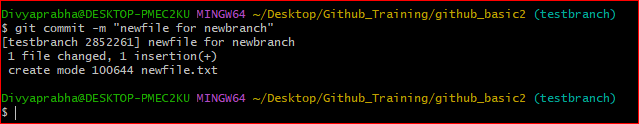 Divyaprabha@DESKTOP-PMEC2KU MINGW64 ~/Desktop/Github_Training/github_basic2 (testbranch)
$ git commit -m "newfile for newbranch"
[testbranch 2852261] newfile for newbranch
 1 file changed, 1 insertion(+)
 create mode 100644 newfile.txt
Divyaprabha@DESKTOP-PMEC2KU MINGW64 ~/Desktop/Github_Training/github_basic2 (testbranch)
$